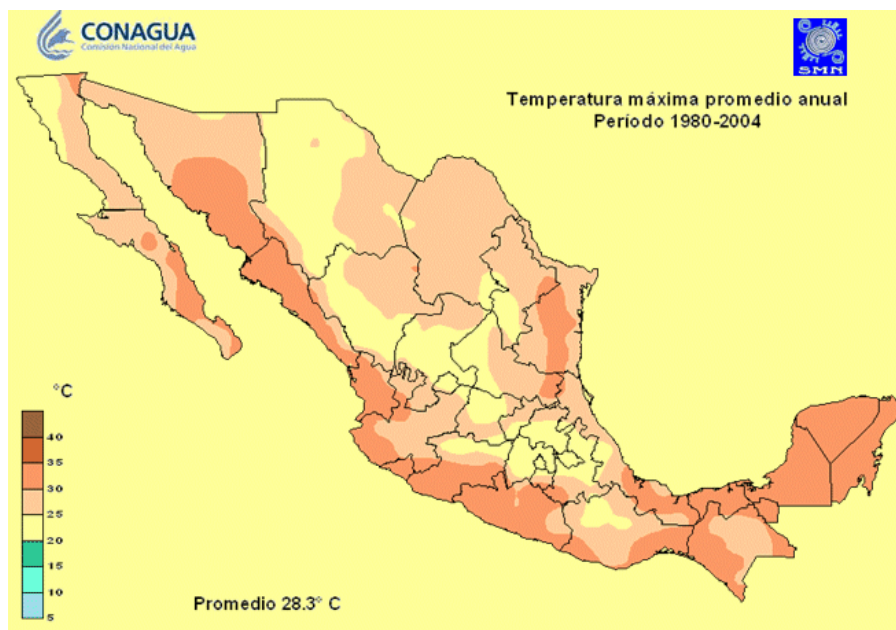 CONAGUA
Comisión Nacional del Agua
SMN
Temperatura máxima promedio anual
Período 1980-2004
°C
40
35
30
25
20
15
10
5
Promedio 28.3° C